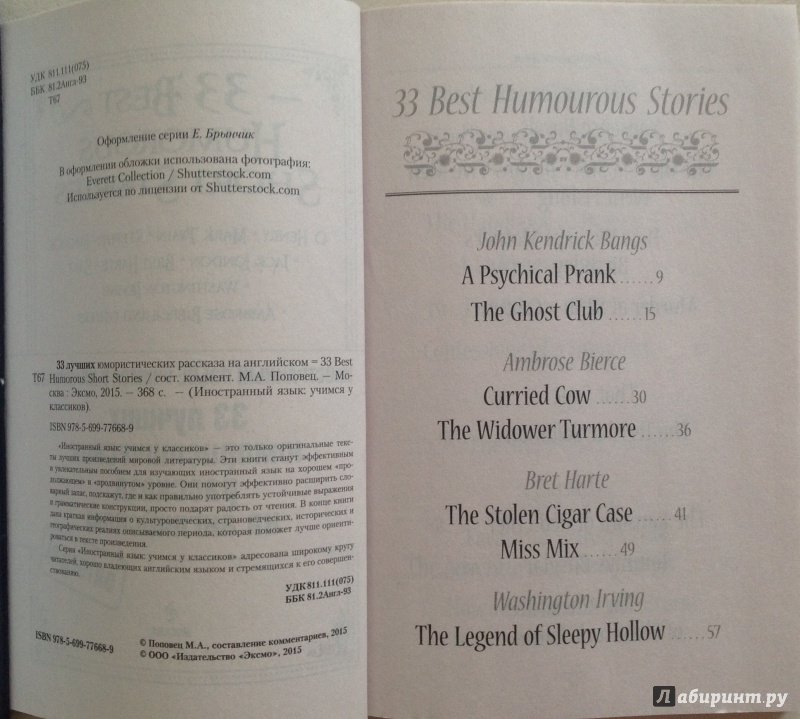 УДК 811.111(075)
ББК 81.2Англ-93
Т67
Оформление серии Е. Брынчик
В оформлении обложки использована фотография:
Everett Collection / Shutterstock.com
Используется по лицензии от Shutterstock.com
33 лучших юмористических рассказа на английском = 33 Best
Т67 Humorous Short Stories / сост. коммент. М.А. Поповец. – Мо-
сква : Эксмо, 2015. – 368 с. – (Иностранный язык: учимся у
классиков).
ISBN 978-5-699-77668-9
«Иностранный язык: учимся у классиков» – это только оригинальные тек-
сты лучших произведений мировой литературы. Эти книги станут эффективным
и увлекательным пособием для изучающих иностранный язык на хорошем «про-
должающем» и «продвинутом» уровне. Они помогут эффективно расширить сло-
варный запас, подскажут, где и как правильно употреблять устойчивые выражения
и грамматические конструкции, просто подарят радость от чтения. В конце книги
дана краткая информация о культуроведческих, страноведческих, исторических и
географических реалиях описываемого периода, которая поможет лучше ориенти-
роваться в тексте произведения.
Серия «Иностранный язык: учимся у классиков» адресована широкому кругу
читателей, хорошо владеющих английским языком и стремящихся к его совершен-
ствованию.
УДК 811.111(075)
ББК 81.2Англ-93
ISBN 978-5-699-77668-9
© Поповец М.А., составление комментариев, 2015
© ООО «Издательство «Эксмо», 2015
33 Best Humourous Stories
John Kendrick Bangs
A Psychical Prank ...... 9
The Ghost Club ...... 15
Ambrose Bierce
Curried Cow ...... 30
The Widower Turmore ...... 36
Bret Harte
The Stolen Cigar Case ...... 41
Miss Mix ...... 49
Washington Irving
The Legend of Sleepy Hollow ...... 57
Лабиринт.ру